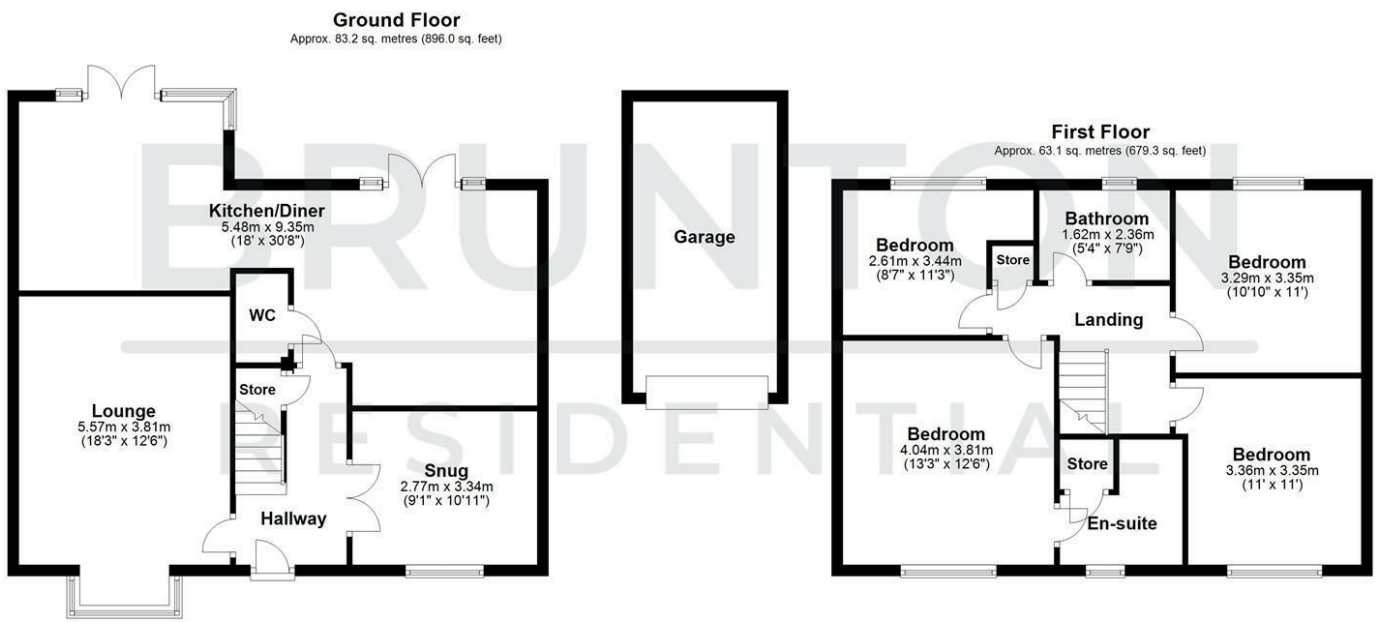 Ground Floor
Approx. 83.2 sq. metres (896.0 sq. feet)
Kitchen/Diner
5.48m x 9.35m
(18' x 30'8")
WC
Store
Lounge
5.57m x 3.81m
(18'3" x 12'6")
Snug
2.77m x 3.34m
(9'1" x 10'11")
Hallway
Garage
First Floor
Approx. 63.1 sq. metres (679.3 sq. feet)
Bedroom
2.61m x 3.44m
(8'7" x 11'3")
Store
Bathroom
1.62m x 2.36m
(5'4" x 7'9")
Bedroom
3.29m x 3.35m
(10'10" x 11')
Landing
Bedroom
4.04m x 3.81m
(13'3" x 12'6")
Store
En-suite
Bedroom
3.36m x 3.35m
(11' x 11')
BRUNTON
RESIDENTIAL